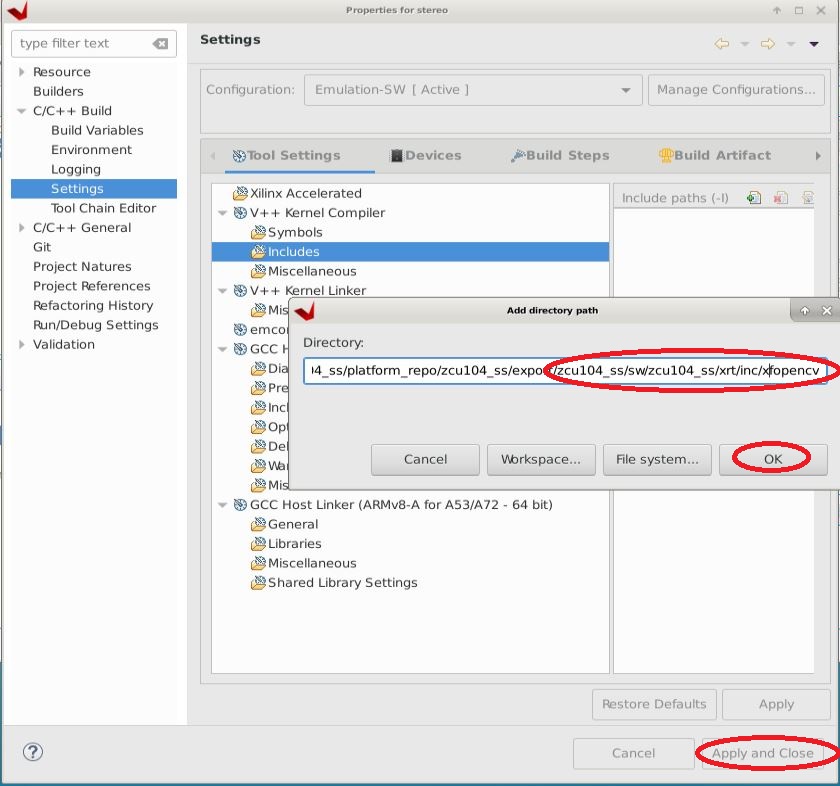 Properties for stereo
type filter text
Resource
Builders
C/C++ Build
Build Variables
Environment
Logging
Settings
Tool Chain Editor
C/C++ General
Git
Project Natures
Project References
Refactoring History
Run/Debug Settings
Validation
Settings
Configuration: Emulation-SW [ Active ] Manage Configurations...
Tool Settings Devices Build Steps Build Artifact
Xilinx Accelerated
V++ Kernel Compiler
Symbols
Includes
Miscellaneous
V++ Kernel Linker
Mis
emcon
GCC H
Dia
Pre
Incl
Opt
Del
War
Mis
GCC Host Linker (ARMv8-A for A53/A72 - 64 bit)
General
Libraries
Miscellaneous
Shared Library Settings
Include paths (-I)
Add directory path
Directory:
4_ss/platform_repo/zcu104_ss/export/zcu104_ss/sw/zcu104_ss/xrt/inc/xfopencv
Cancel Workspace... File system... OK
Restore Defaults Apply
? Cancel Apply and Close